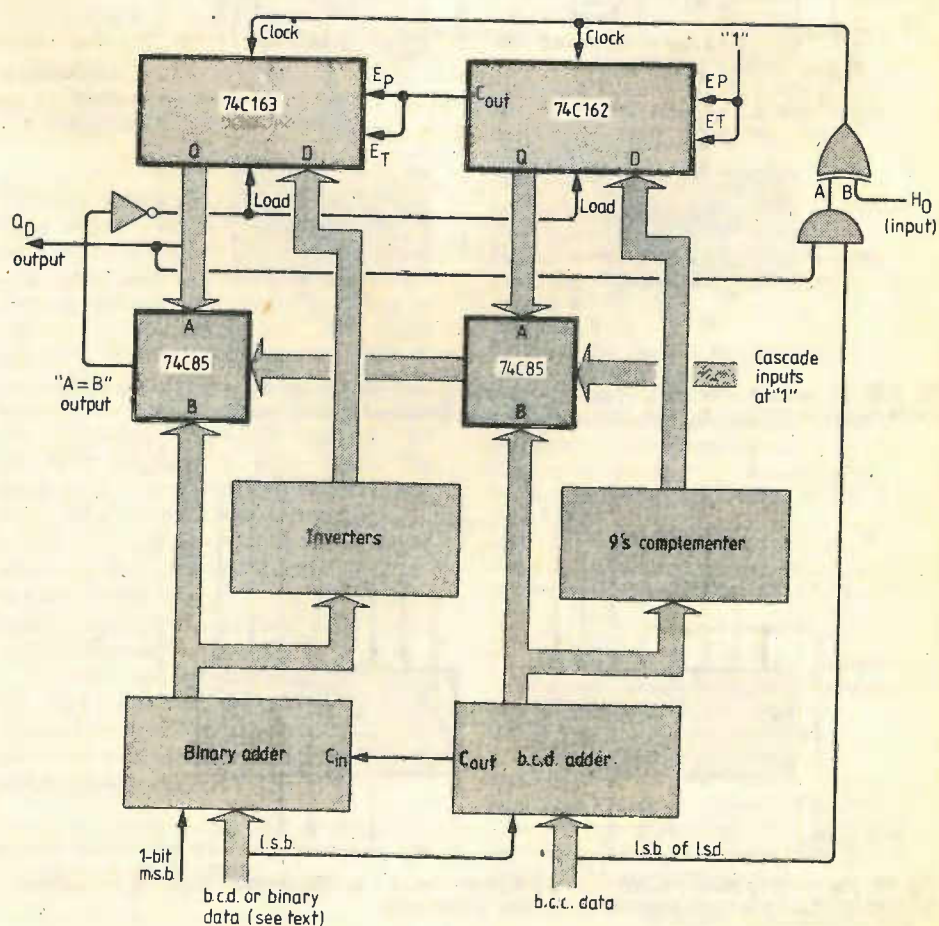 Clock
Clock
"1"
74C163
EP
ET
Cout
74C162
EP
ET
Q
D
Q
D
Load
Load
A
B
HO
(input)
QD
output
A
74C85
B
A
74C85
B
Cascade
inputs
at "1"
"A = B"
output
Inverters
9's complementer
Binary adder
Cin
Cout
b.c.d. adder.
1-bit
m.s.b.
l.s.b.
l.s.b. of l.s.d.
b.c.d. or binary
data (see text)
b.c.c. data